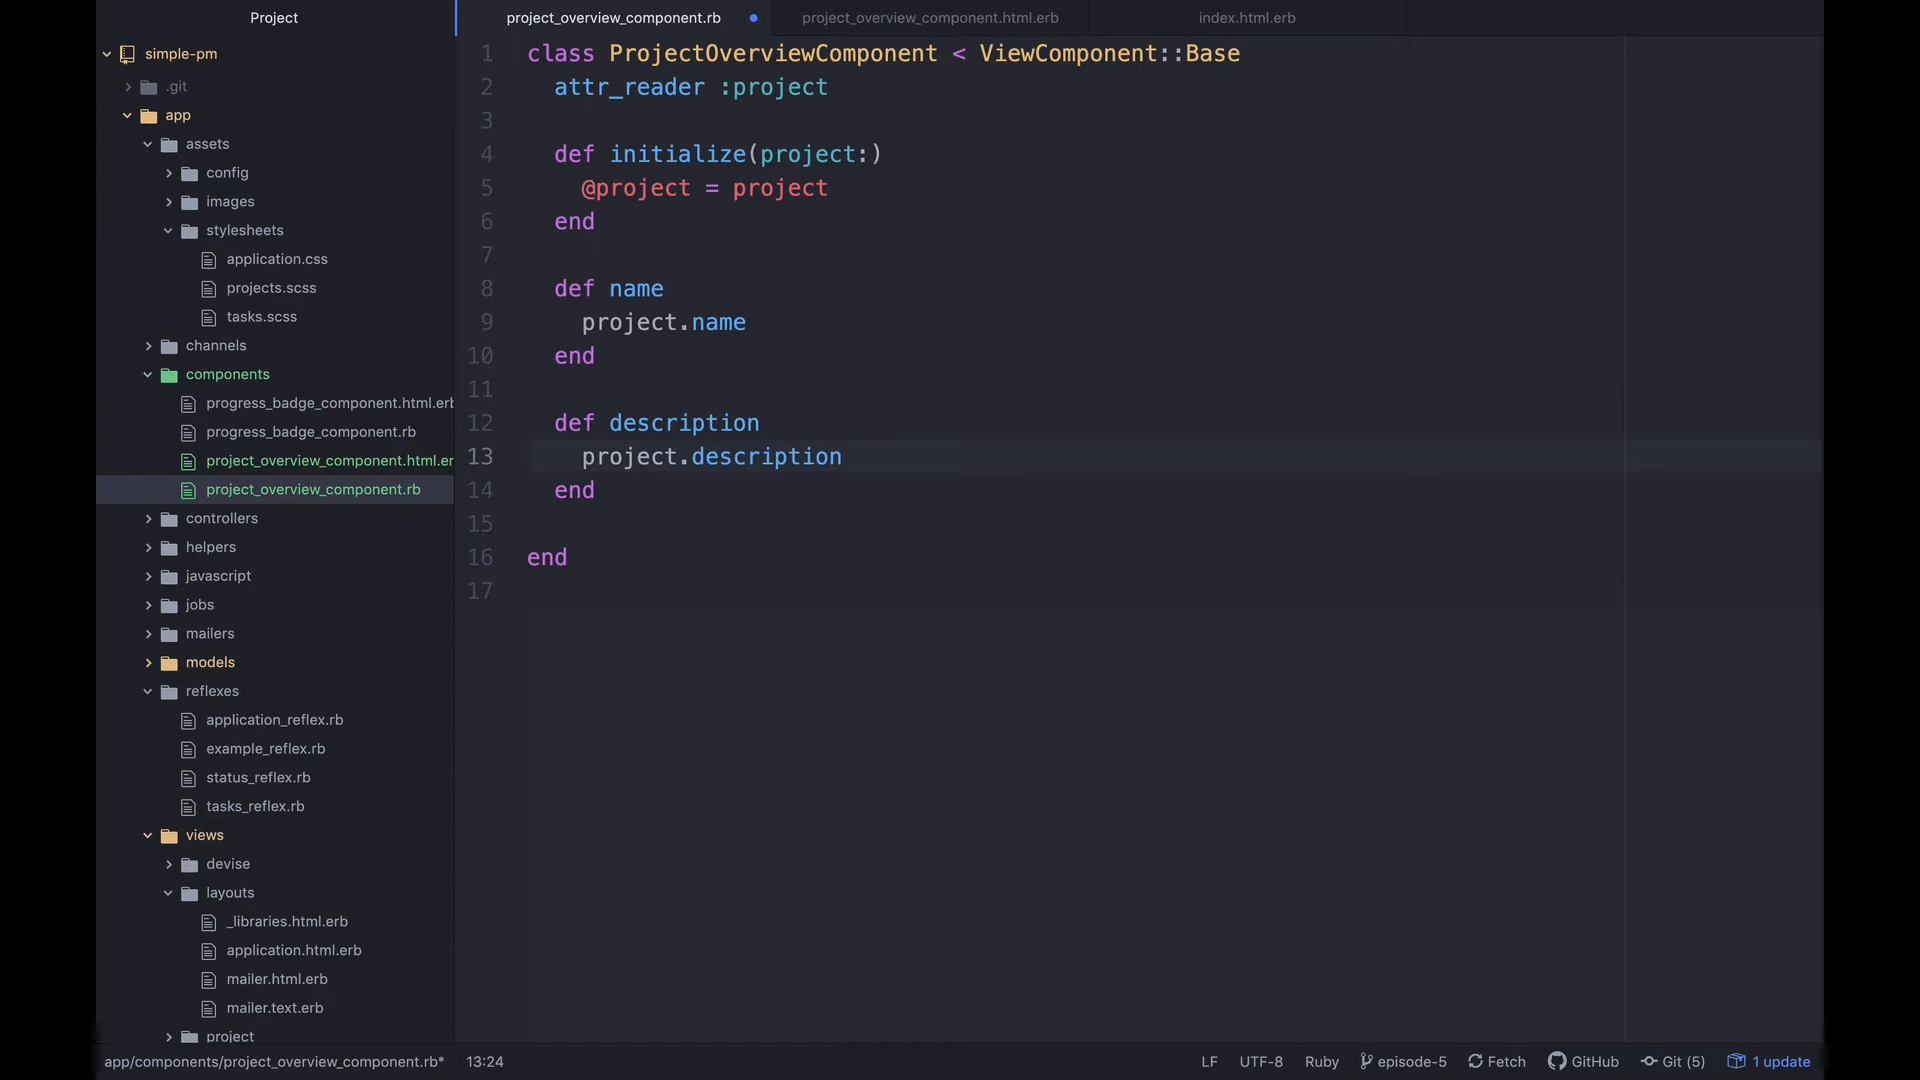 Project
simple-pm
.git
app
assets
config
images
stylesheets
application.css
projects.scss
tasks.scss
channels
components
progress_badge_component.html.erb
progress_badge_component.rb
project_overview_component.html.er
project_overview_component.rb
controllers
helpers
javascript
jobs
mailers
models
reflexes
application_reflex.rb
example_reflex.rb
status_reflex.rb
tasks_reflex.rb
views
devise
layouts
_libraries.html.erb
application.html.erb
mailer.html.erb
mailer.text.erb
project
project_overview_component.rb project_overview_component.html.erb index.html.erb
1 class ProjectOverviewComponent < ViewComponent::Base
2 attr_reader :project
3
4 def initialize(project:)
5 @project = project
6 end
7
8 def name
9 project.name
10 end
11
12 def description
13 project.description
14 end
15
16 end
17
app/components/project_overview_component.rb* 13:24 LF UTF-8 Ruby episode-5 Fetch GitHub Git (5) 1 update